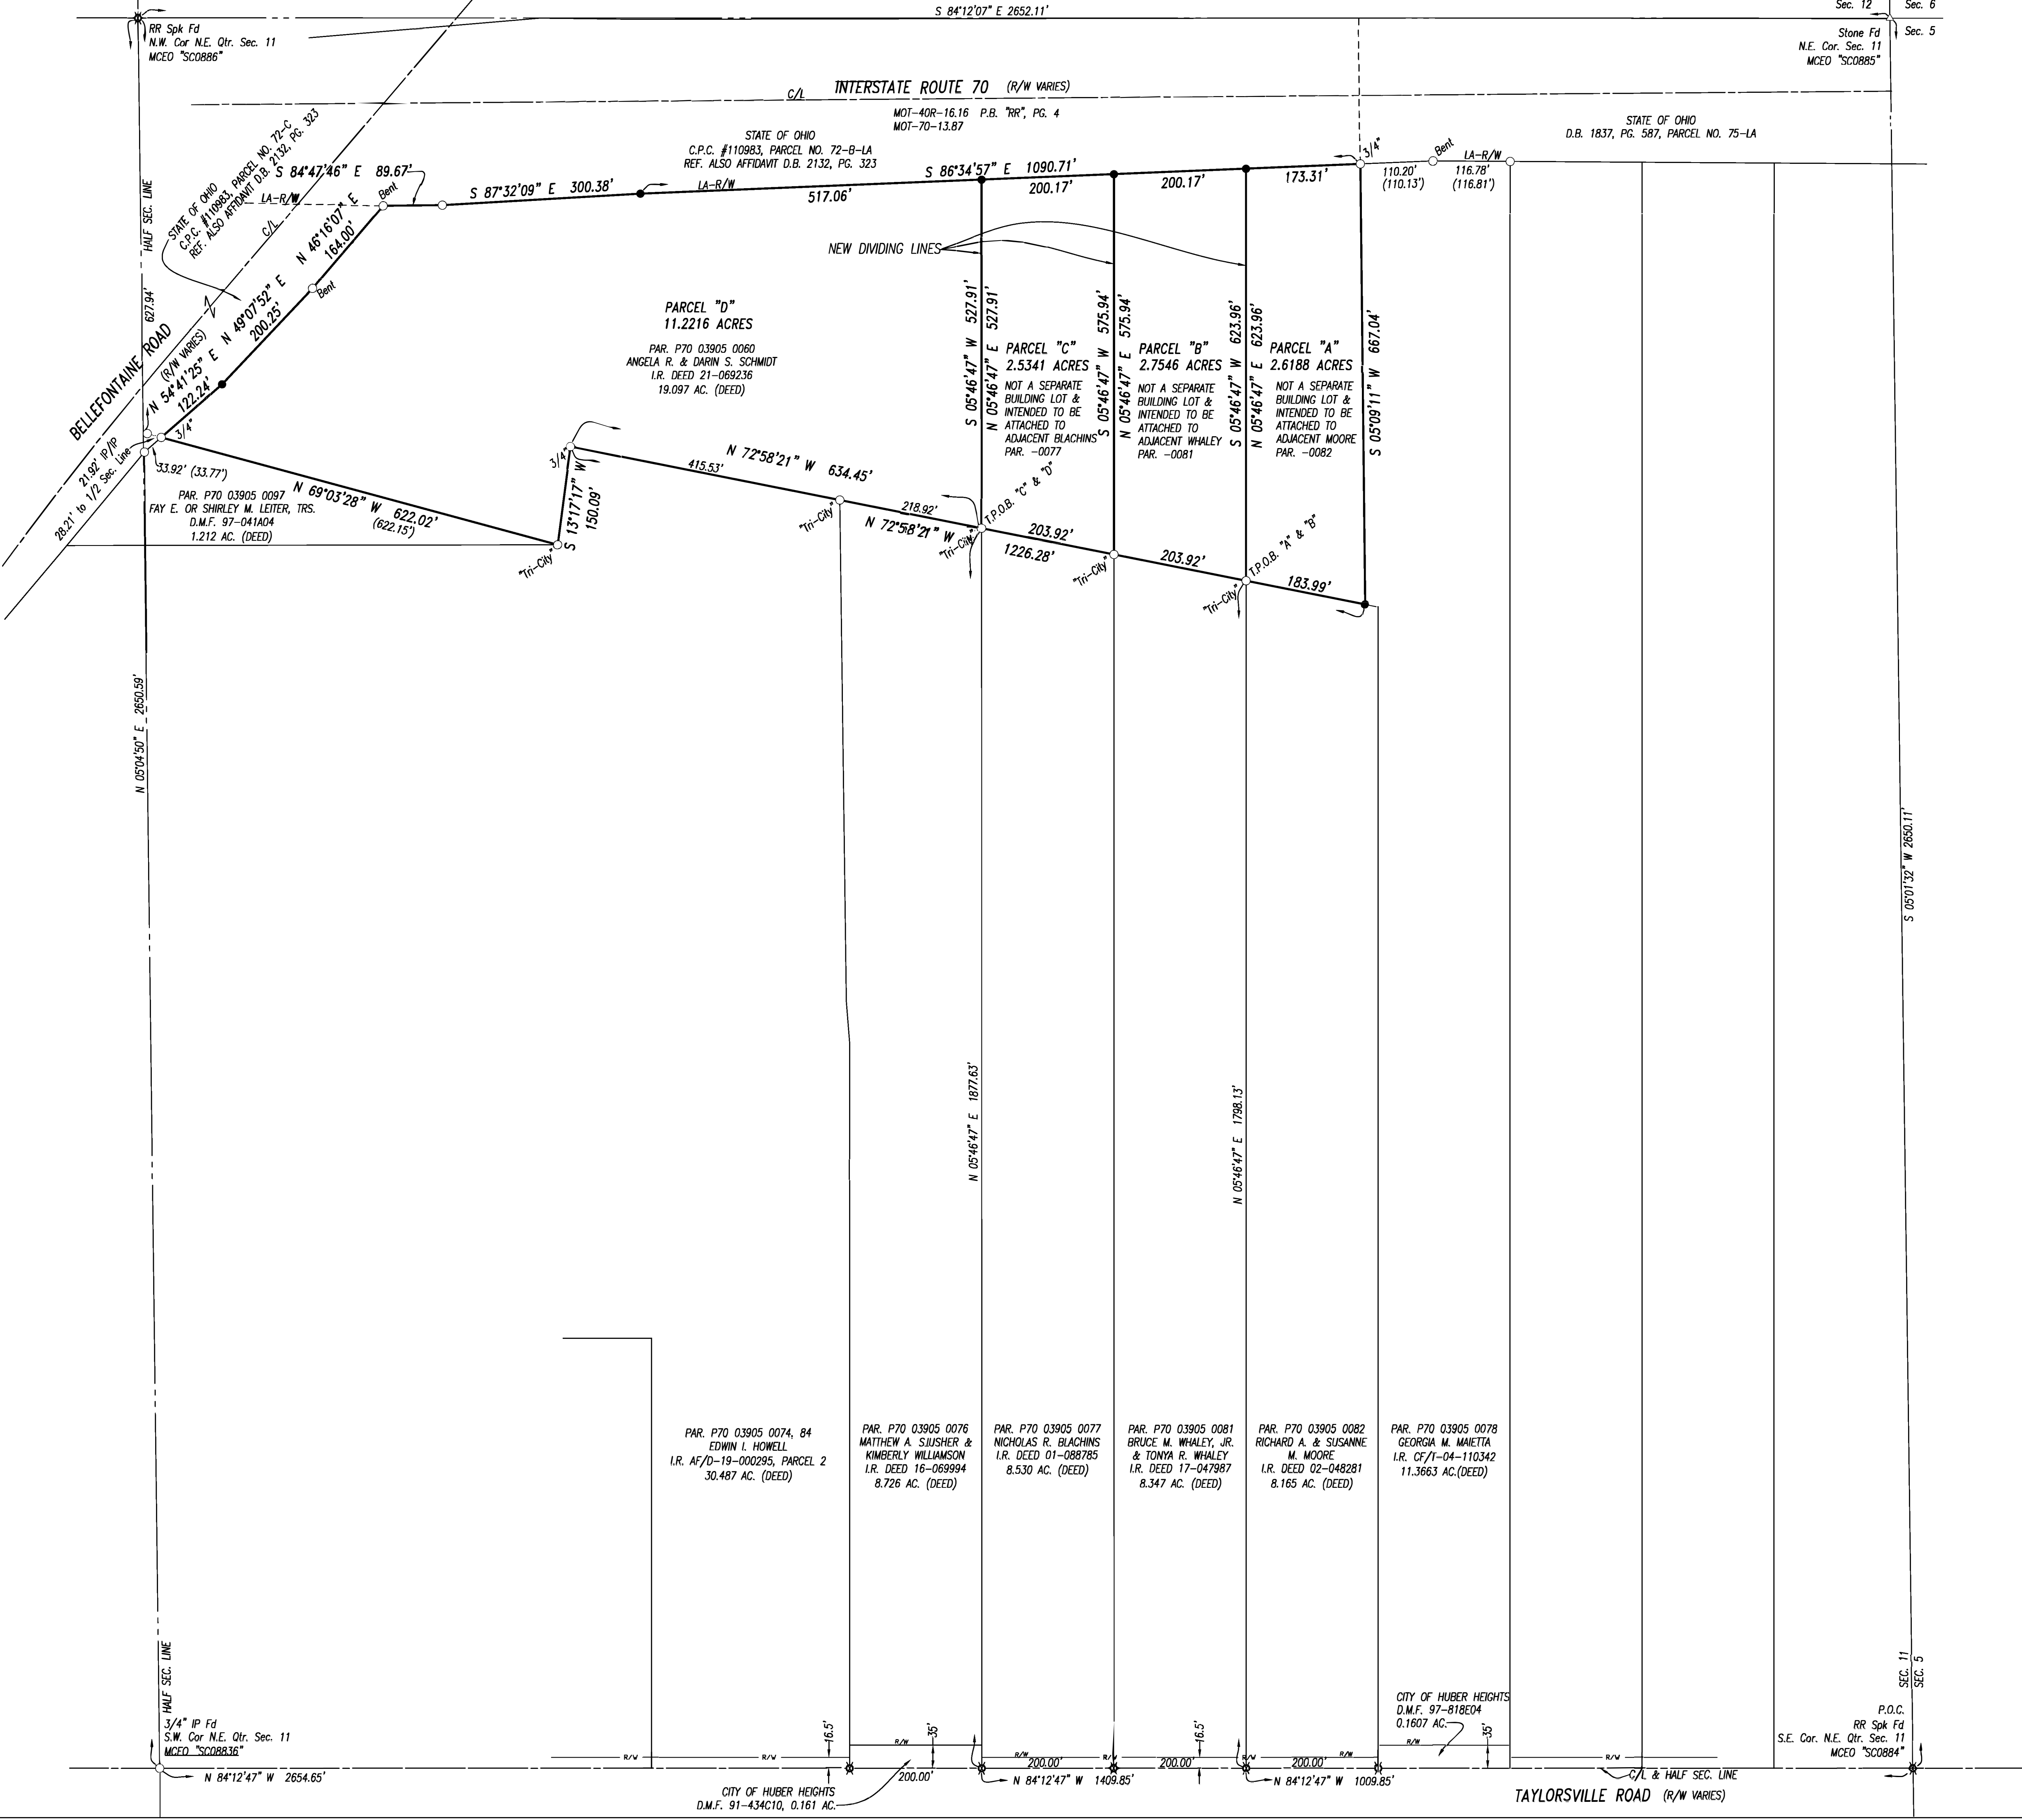 S 84°12'07" E 2652.11'
Sec. 12
Sec. 6
Sec. 5
RR Spk Fd
N.W. Cor N.E. Qtr. Sec. 11
MCEO "SC0886"
Stone Fd
N.E. Cor. Sec. 11
MCEO "SC0885"
C/L
INTERSTATE ROUTE 70 (R/W VARIES)
MOT-40R-16.16 P.B. "RR", PG. 4
MOT-70-13.87
STATE OF OHIO
C.P.C. #110983, PARCEL NO. 72-B-LA
REF. ALSO AFFIDAVIT D.B. 2132, PG. 323
STATE OF OHIO
D.B. 1837, PG. 587, PARCEL NO. 75-LA
STATE OF OHIO
C.P.C. #110983, PARCEL NO. 72-C
REF. ALSO AFFIDAVIT D.B. 2132, PG. 323
HALF SEC. LINE
627.94'
S 84°47'46" E 89.67'
LA-R/W
Bent
C/L
S 87°32'09" E 300.38'
LA-R/W
S 86°34'57" E 1090.71'
517.06'
200.17'
200.17'
173.31'
3/4"
110.20'
(110.13')
Bent
LA-R/W
116.78'
(116.81')
N 46°16'07" E
164.00'
Bent
N 49°07'52" E
200.25'
N 54°41'25" E
122.24'
BELLEFONTAINE ROAD
(R/W VARIES)
3/4"
NEW DIVIDING LINES
PARCEL "D"
11.2216 ACRES
PAR. P70 03905 0060
ANGELA R. & DARIN S. SCHMIDT
I.R. DEED 21-069236
19.097 AC. (DEED)
S 05°46'47" W 527.91'
N 05°46'47" E 527.91'
PARCEL "C"
2.5341 ACRES
NOT A SEPARATE
BUILDING LOT &
INTENDED TO BE
ATTACHED TO
ADJACENT BLACHINS
PAR. -0077
S 05°46'47" W 575.94'
N 05°46'47" E 575.94'
PARCEL "B"
2.7546 ACRES
NOT A SEPARATE
BUILDING LOT &
INTENDED TO BE
ATTACHED TO
ADJACENT WHALEY
PAR. -0081
S 05°46'47" W 623.96'
N 05°46'47" E 623.96'
PARCEL "A"
2.6188 ACRES
NOT A SEPARATE
BUILDING LOT &
INTENDED TO BE
ATTACHED TO
ADJACENT MOORE
PAR. -0082
S 05°09'11" W 667.04'
21.92' IP/IP
28.21' to 1/2 Sec. Line
33.92' (33.77')
PAR. P70 03905 0097
FAY E. OR SHIRLEY M. LEITER, TRS.
D.M.F. 97-041A04
1.212 AC. (DEED)
N 69°03'28" W 622.02'
(622.15')
"Tri-City"
3/4"
S 13°17'17" W
150.09'
N 72°58'21" W 634.45'
415.53'
"Tri-City"
218.92'
N 72°58'21" W
1226.28'
"Tri-City"
T.P.O.B. "C" & "D"
203.92'
"Tri-City"
203.92'
"Tri-City"
T.P.O.B. "A" & "B"
183.99'
N 05°04'50" E 2650.59'
S 05°01'32" W 2650.11'
N 05°46'47" E 1877.63'
N 05°46'47" E 1798.13'
PAR. P70 03905 0074, 84
EDWIN I. HOWELL
I.R. AF/D-19-000295, PARCEL 2
30.487 AC. (DEED)
PAR. P70 03905 0076
MATTHEW A. SJUSHER &
KIMBERLY WILLIAMSON
I.R. DEED 16-069994
8.726 AC. (DEED)
PAR. P70 03905 0077
NICHOLAS R. BLACHINS
I.R. DEED 01-088785
8.530 AC. (DEED)
PAR. P70 03905 0081
BRUCE M. WHALEY, JR.
& TONYA R. WHALEY
I.R. DEED 17-047987
8.347 AC. (DEED)
PAR. P70 03905 0082
RICHARD A. & SUSANNE
M. MOORE
I.R. DEED 02-048281
8.165 AC. (DEED)
PAR. P70 03905 0078
GEORGIA M. MAIETTA
I.R. CF/T-04-110342
11.3663 AC.(DEED)
HALF SEC. LINE
3/4" IP Fd
S.W. Cor N.E. Qtr. Sec. 11
MCEO "SC08836"
N 84°12'47" W 2654.65'
R/W
R/W
16.5'
R/W
35'
200.00'
CITY OF HUBER HEIGHTS
D.M.F. 91-434C10, 0.161 AC.
R/W
200.00'
N 84°12'47" W 1409.85'
R/W
200.00'
16.5'
R/W
200.00'
R/W
N 84°12'47" W 1009.85'
CITY OF HUBER HEIGHTS
D.M.F. 97-818E04
0.1607 AC.
R/W
35'
R/W
C/L & HALF SEC. LINE
TAYLORSVILLE ROAD (R/W VARIES)
SEC. 11
SEC. 5
P.O.C.
RR Spk Fd
S.E. Cor. N.E. Qtr. Sec. 11
MCEO "SC0884"